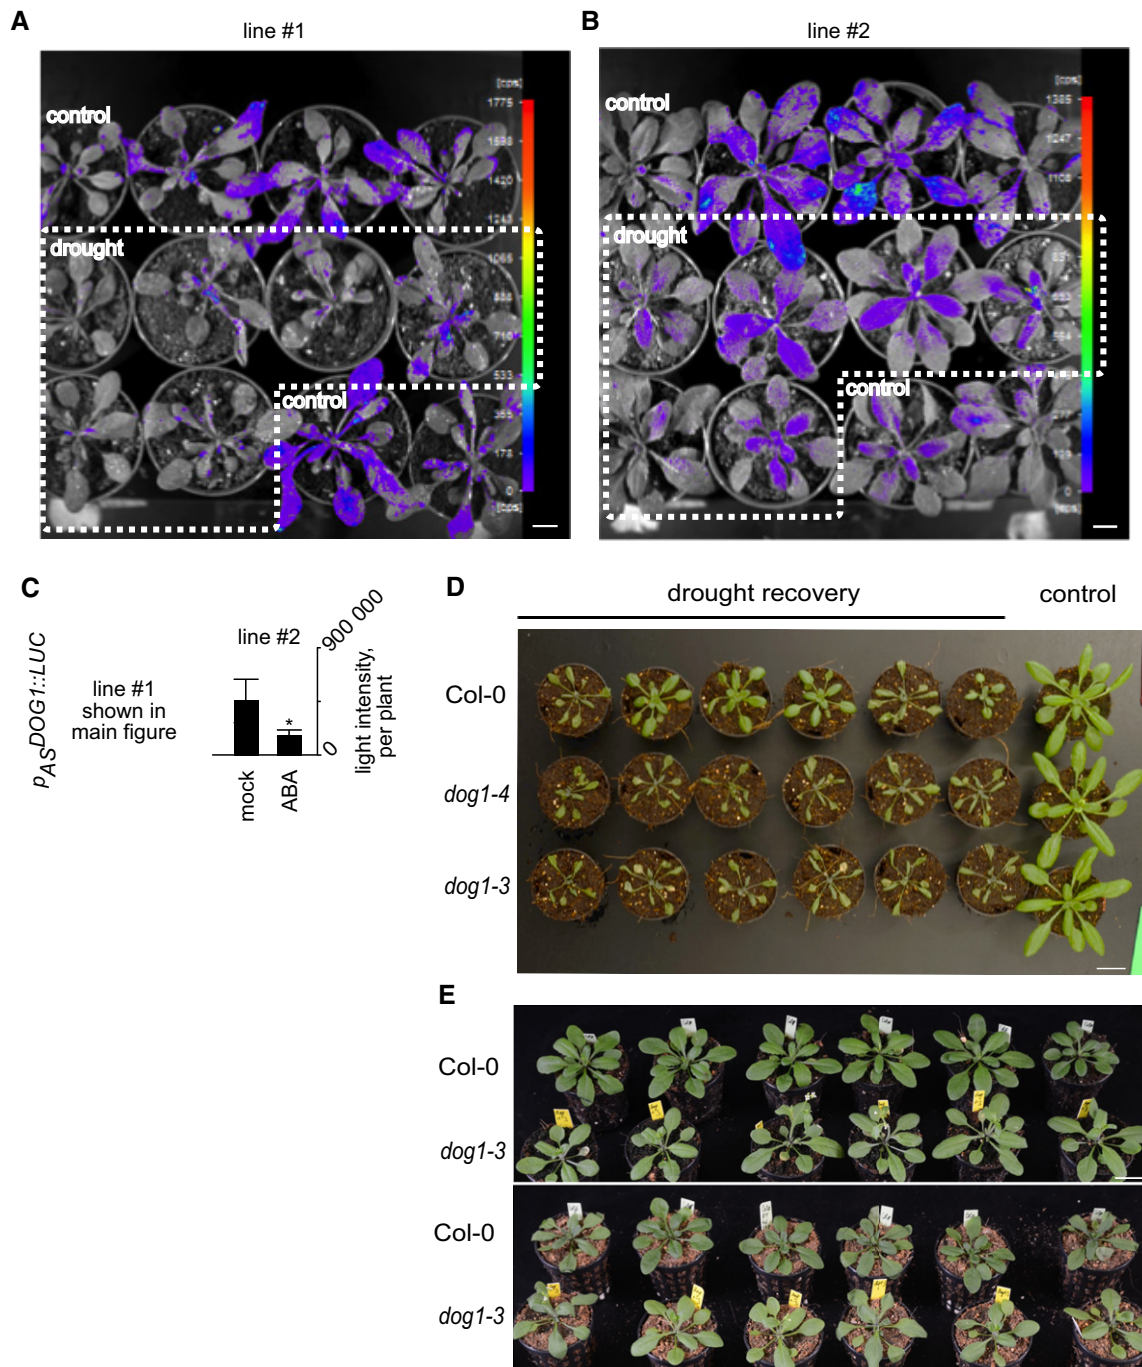 A
line #1
control
drought
control
[cps]
1775
1598
1420
1243
1065
888
710
533
355
178
0
[cps]
B
line #2
control
drought
control
[cps]
1385
1247
1108
831
693
554
0
[cps]
C
pASDOG1::LUC
line #1
shown in
main figure
line #2
*
mock
ABA
900 000
0
light intensity,
per plant
D
drought recovery
control
Col-0
dog1-4
dog1-3
E
Col-0
dog1-3
Col-0
dog1-3